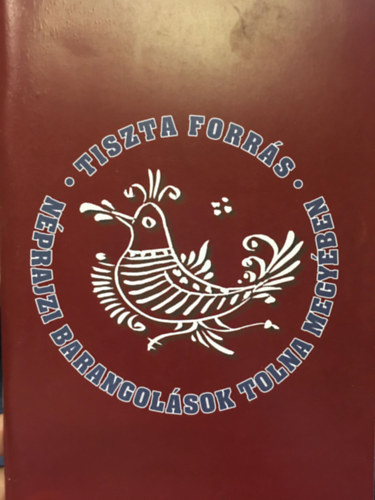 • TISZTA FORRÁS •
NÉPRAJZI BARANGOLÁSOK TOLNA MEGYÉBEN